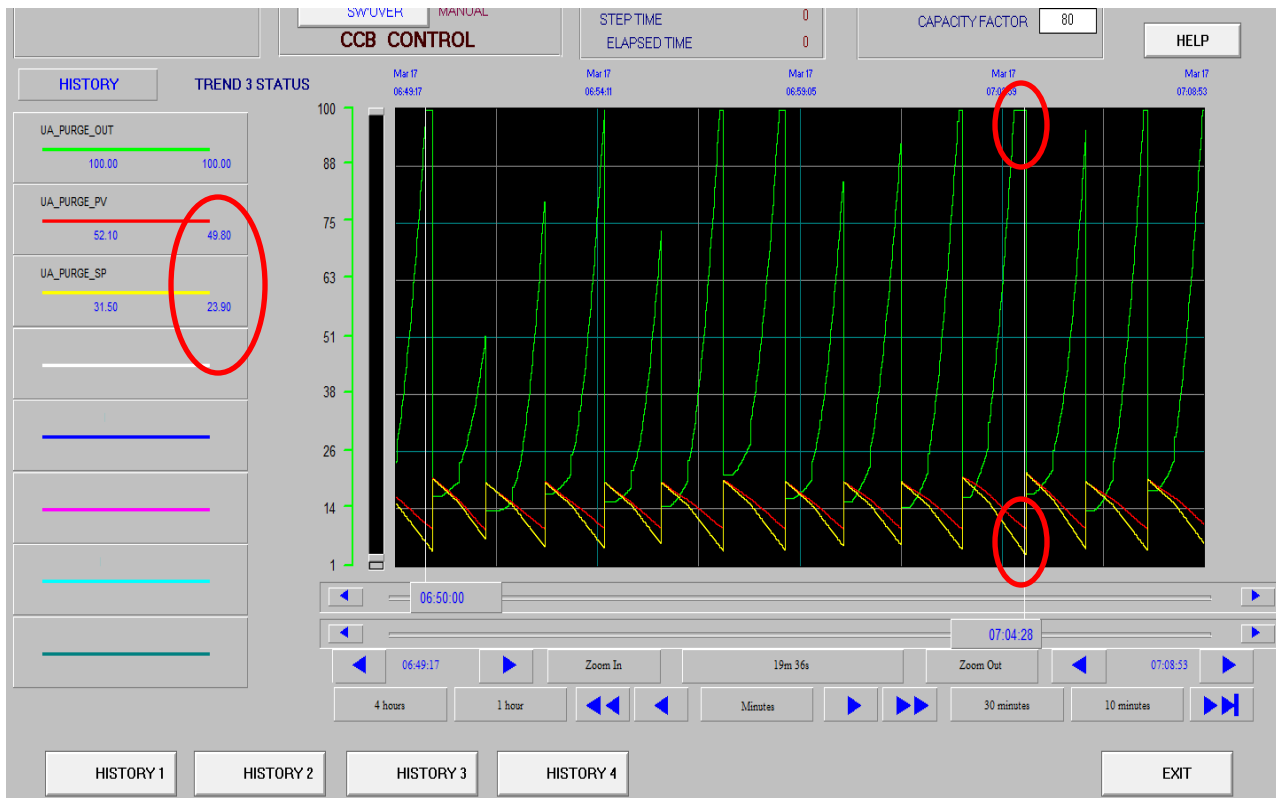 SW'OVER MANUAL
CCB CONTROL
STEP TIME 0
ELAPSED TIME 0
CAPACITY FACTOR 80
HELP
HISTORY
TREND 3 STATUS
Mar 17 Mar 17 Mar 17 Mar 17 Mar 17
06:49:17 06:54:11 06:59:05 07:03:59 07:08:53
UA_PURGE_OUT
100.00 100.00
UA_PURGE_PV
52.10 49.80
UA_PURGE_SP
31.50 23.90
100
88
75
63
51
38
26
14
1
06:50:00
07:04:28
06:49:17 Zoom In 19m 36s Zoom Out 07:08:53
4 hours 1 hour Minutes 30 minutes 10 minutes
HISTORY 1 HISTORY 2 HISTORY 3 HISTORY 4 EXIT